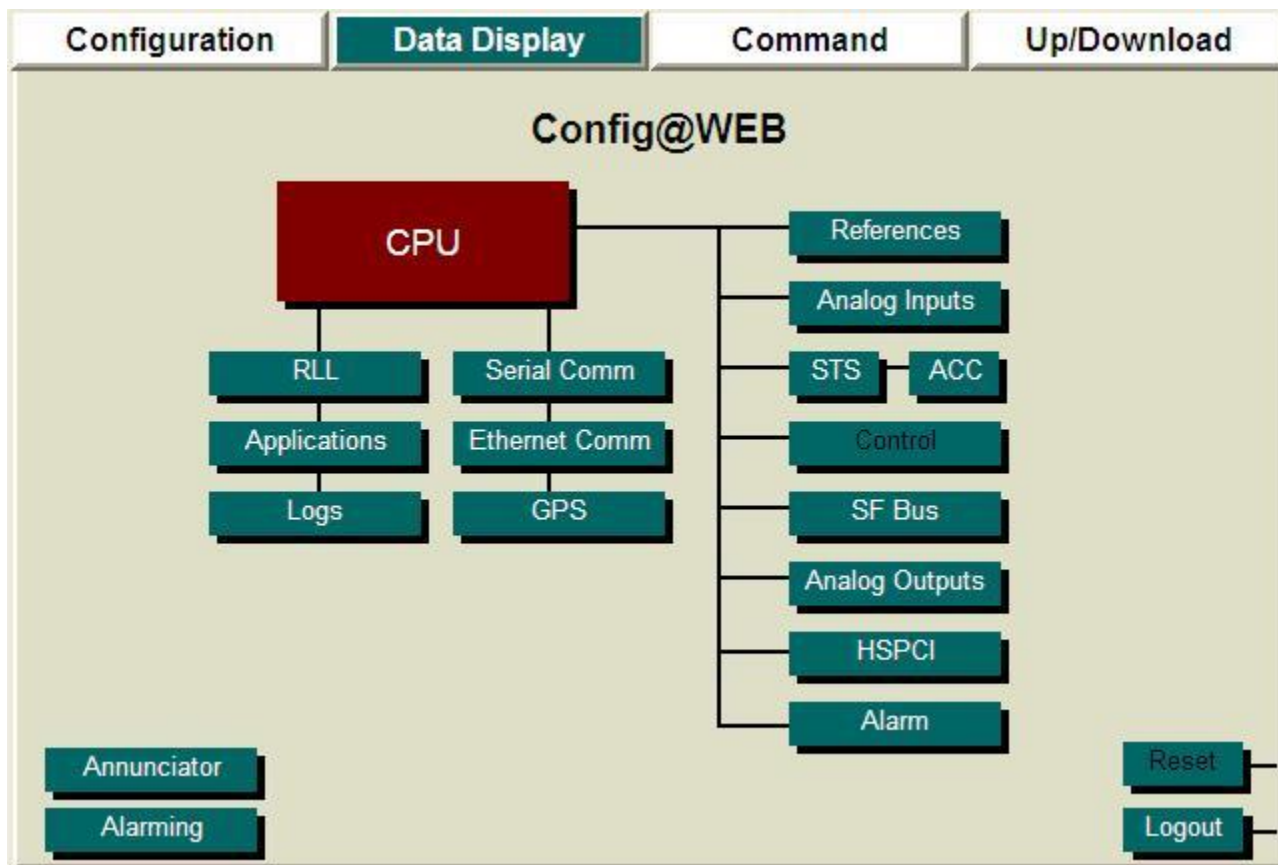 Configuration
Data Display
Command
Up/Download
Config@WEB
CPU
References
Analog Inputs
STS
ACC
Control
SF Bus
Analog Outputs
HSPCI
Alarm
RLL
Serial Comm
Applications
Ethernet Comm
Logs
GPS
Annunciator
Alarming
Reset
Logout